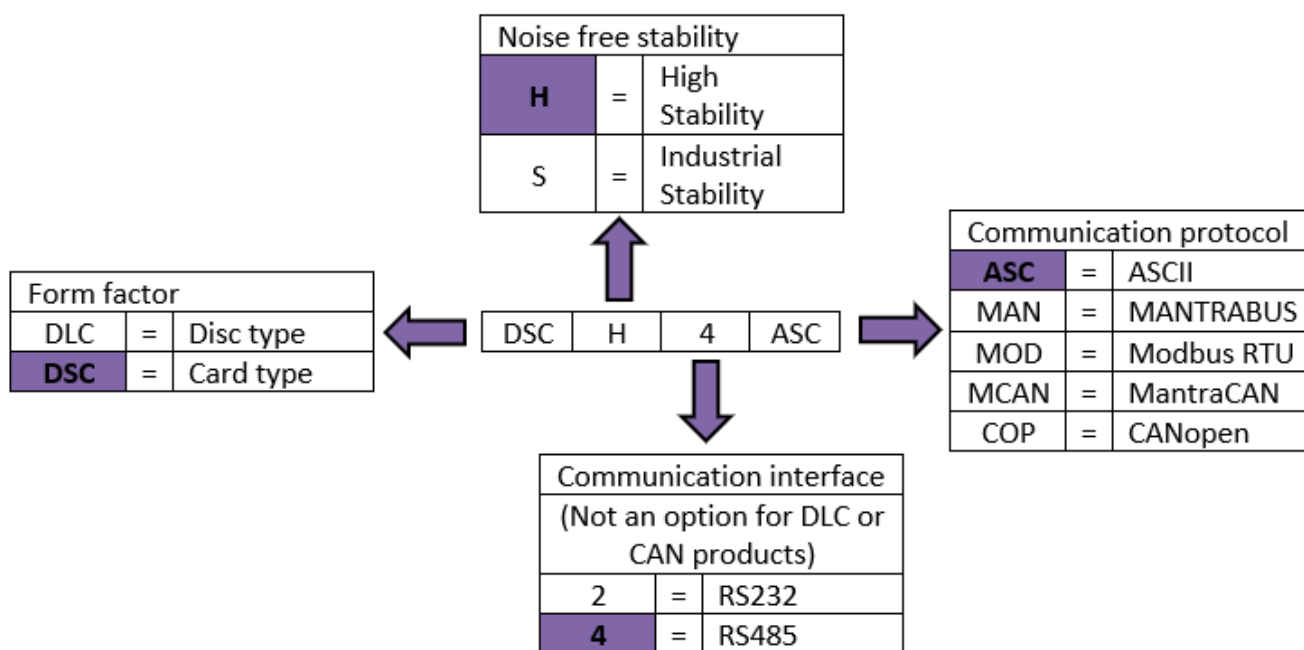 Noise free stability
H = High
Stability
S = Industrial
Stability
Communication protocol
ASC = ASCII
MAN = MANTRABUS
MOD = Modbus RTU
MCAN = MantraCAN
COP = CANopen
Form factor
DLC = Disc type
DSC = Card type
DSC H 4 ASC
Communication interface
(Not an option for DLC or
CAN products)
2 = RS232
4 = RS485